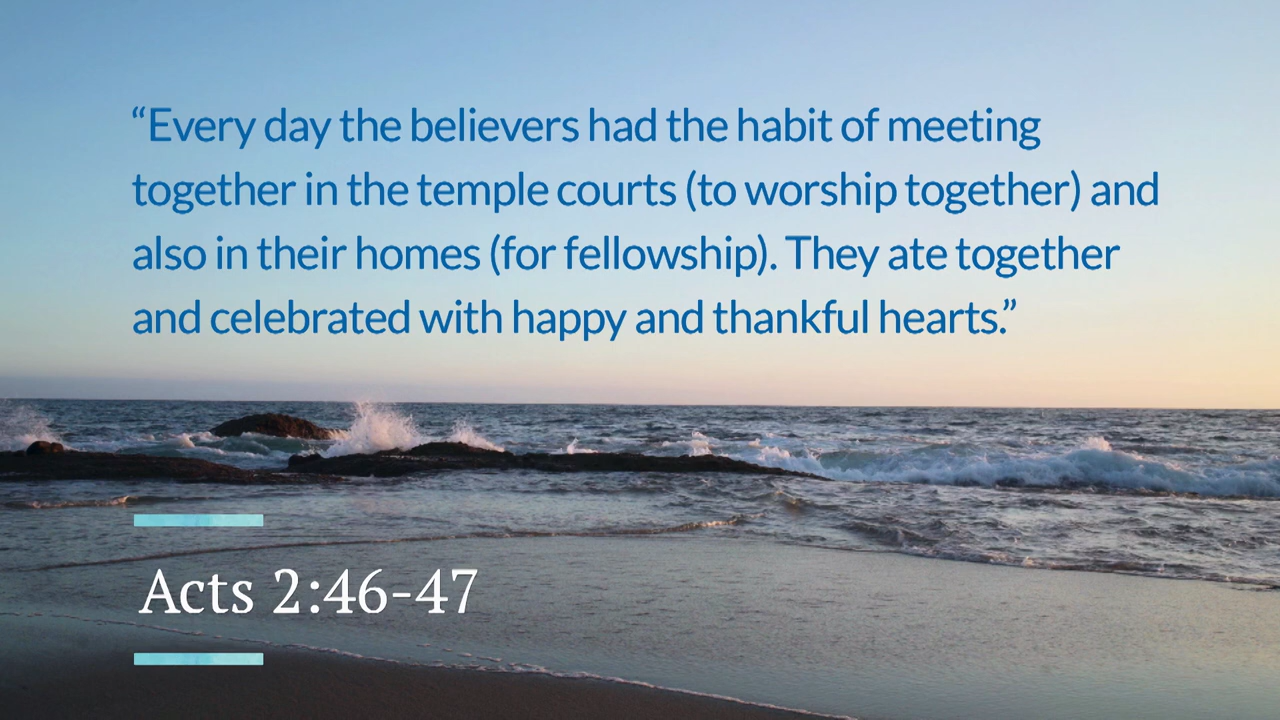 “Every day the believers had the habit of meeting
together in the temple courts (to worship together) and
also in their homes (for fellowship). They ate together
and celebrated with happy and thankful hearts.”
Acts 2:46-47